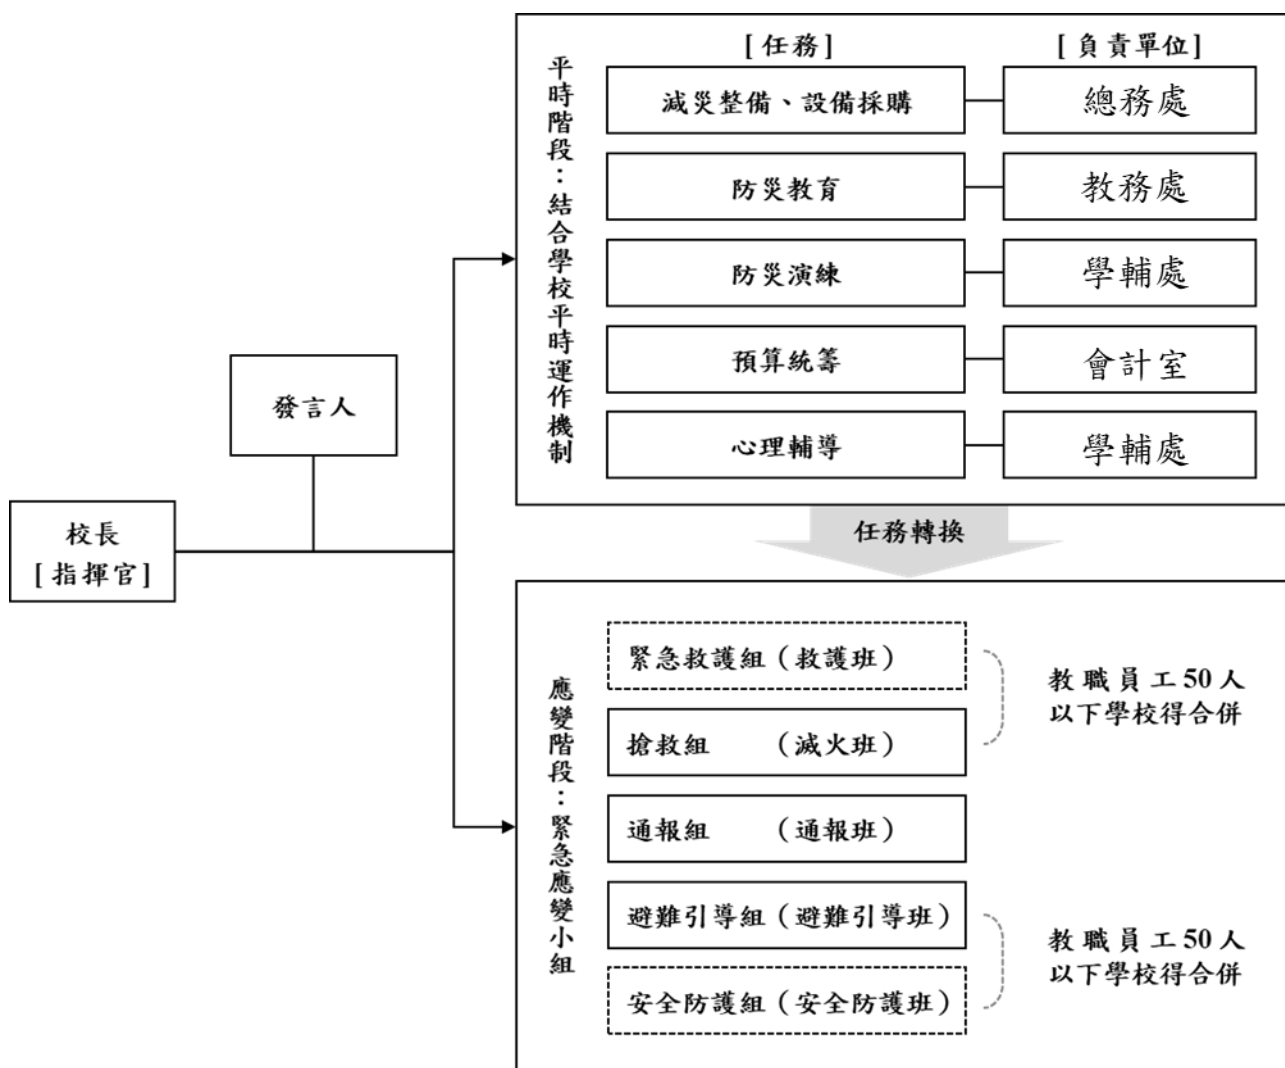 [任務]
[負責單位]
平時階段：結合學校平時運作機制
減災整備、設備採購
總務處
防災教育
教務處
防災演練
學輔處
預算統籌
會計室
心理輔導
學輔處
發言人
校長
[指揮官]
任務轉換
應變階段：緊急應變小組
緊急救護組（救護班）
搶救組 （滅火班）
教職員工50人
以下學校得合併
通報組 （通報班）
避難引導組（避難引導班）
安全防護組（安全防護班）
教職員工50人
以下學校得合併